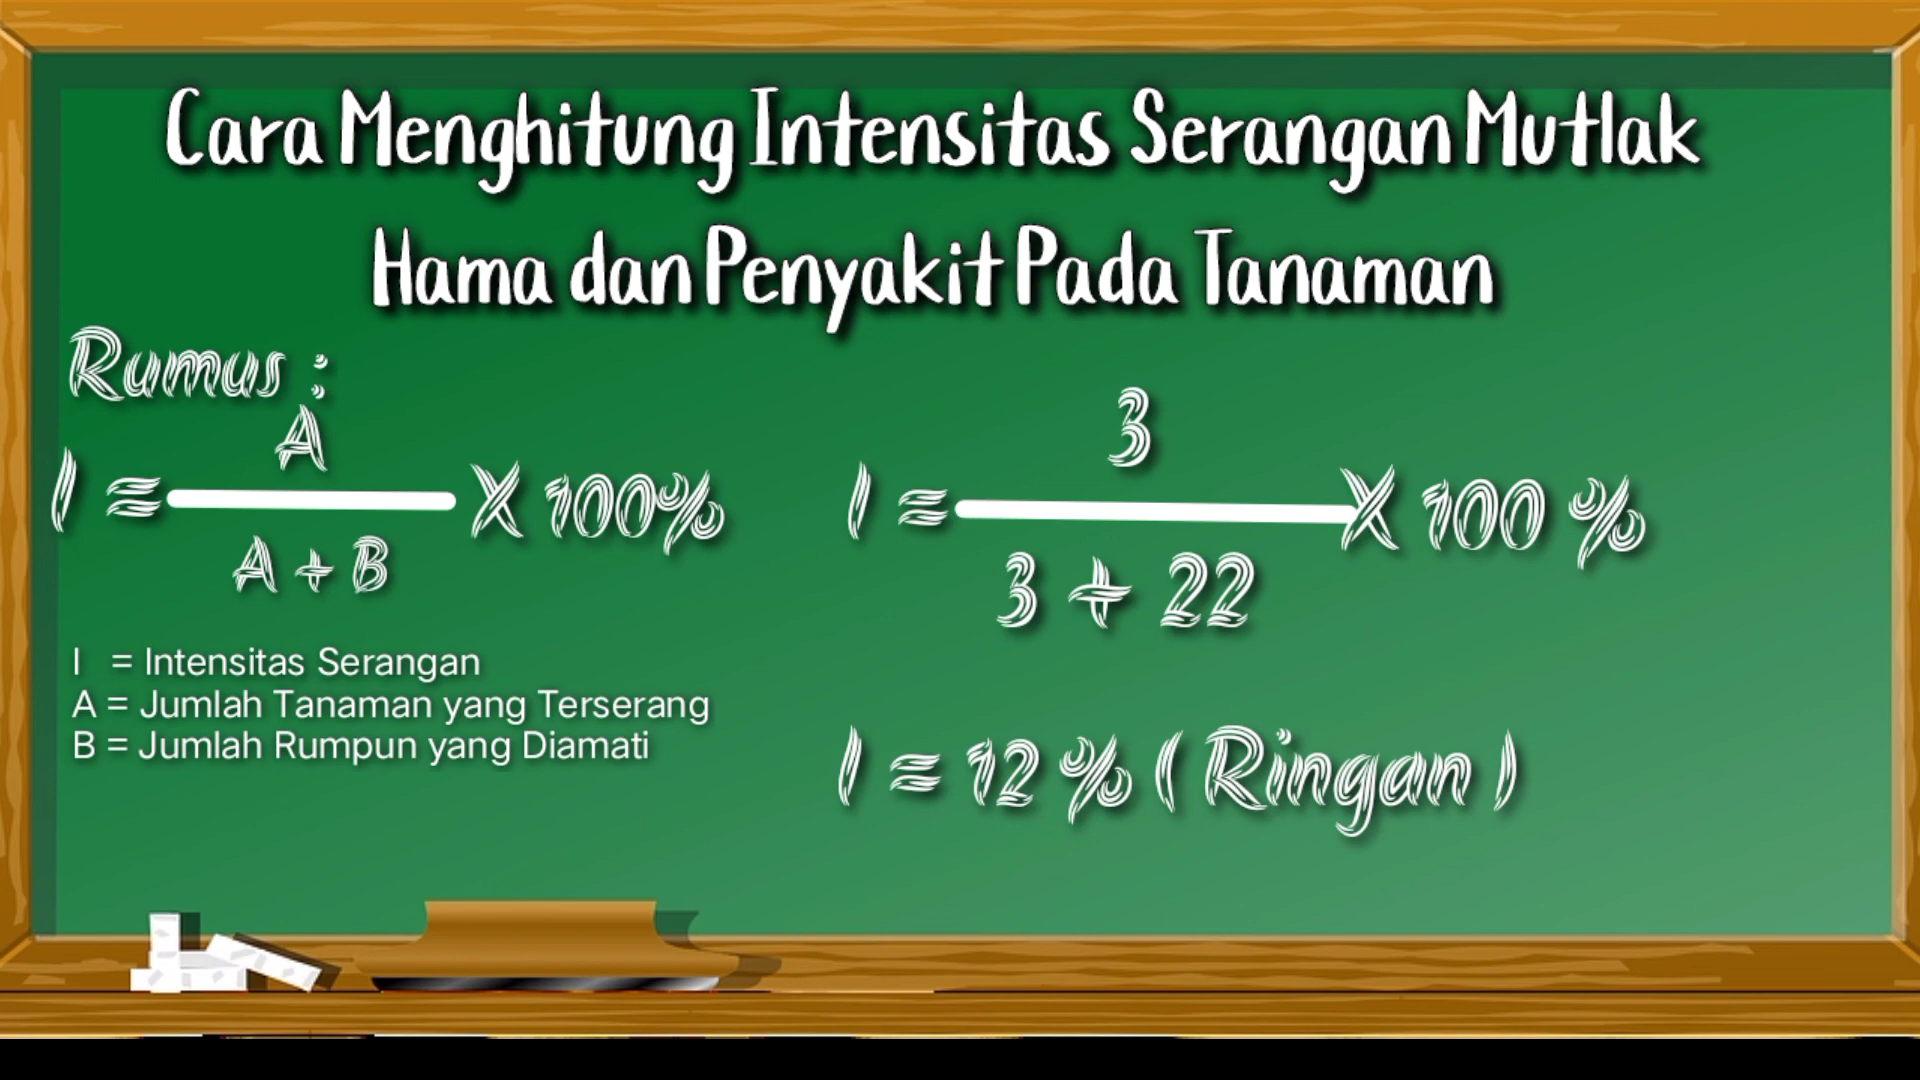 Cara Menghitung Intensitas Serangan Mutlak
Hama dan Penyakit Pada Tanaman
Rumus :
A
I = X 100%
A + B
I = Intensitas Serangan
A = Jumlah Tanaman yang Terserang
B = Jumlah Rumpun yang Diamati
3
I = X 100 %
3 + 22
I = 12 % ( Ringan )